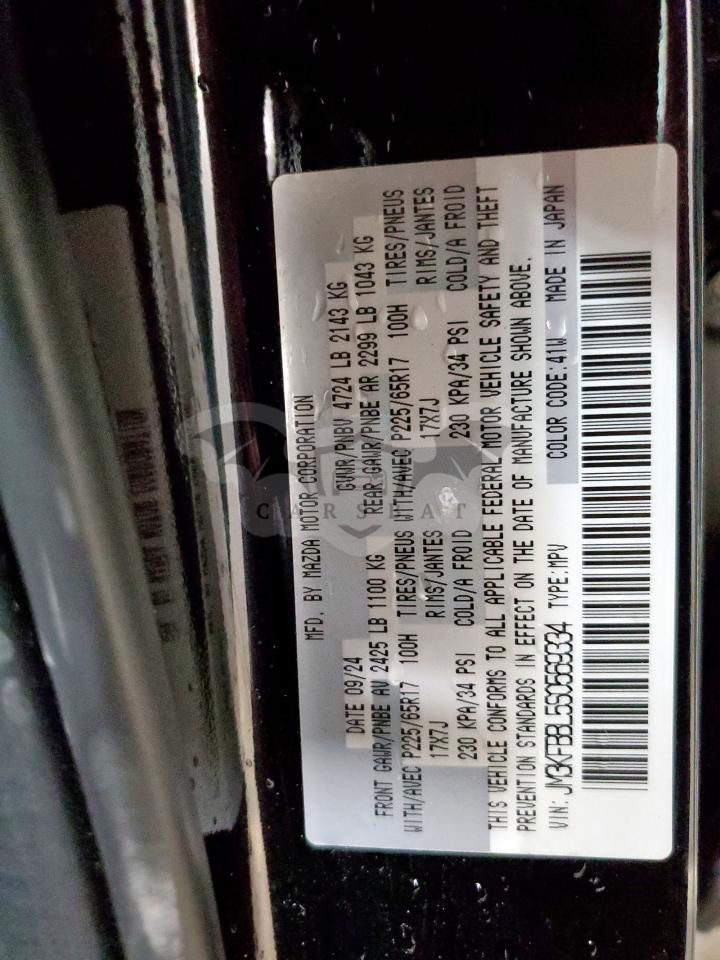 MFD. BY MAZDA MOTOR CORPORATION
DATE 09/24 GVWR/PNBV 4724 LB 2143 KG
FRONT GAWR/PNBE AV 2425 LB 1100 KG REAR GAWR/PNBE AR 2299 LB 1043 KG
WITH/AVEC P225/65R17 100H TIRES/PNEUS WITH/AVEC P225/65R17 100H TIRES/PNEUS
17X7J RIMS/JANTES 17X7J RIMS/JANTES
230 KPA/34 PSI COLD/A FROID 230 KPA/34 PSI COLD/A FROID
THIS VEHICLE CONFORMS TO ALL APPLICABLE FEDERAL MOTOR VEHICLE SAFETY AND THEFT
PREVENTION STANDARDS IN EFFECT ON THE DATE OF MANUFACTURE SHOWN ABOVE.
VIN: JM3KFBBL5S0569334 TYPE:MPV COLOR CODE:41W MADE IN JAPAN
CARSBAT